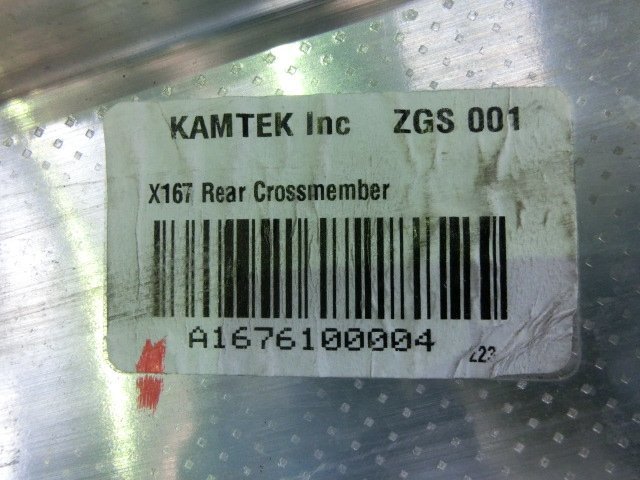 KAMTEK Inc ZGS 001
X167 Rear Crossmember
A1676100004
Z23